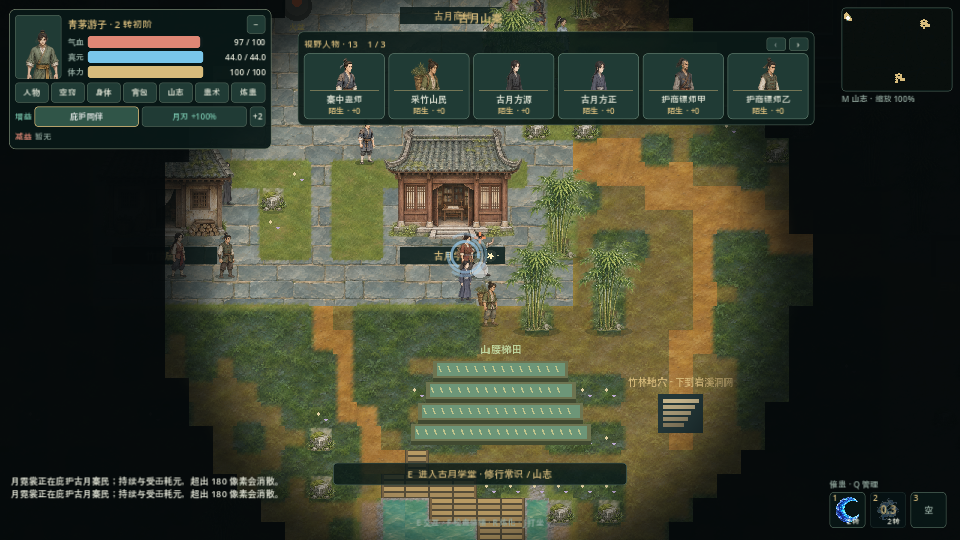 青茅游子 · 2 转初阶
−
气血
97 / 100
真元
44.0 / 44.0
体力
100 / 100
人物
空窍
身体
背包
山志
蛊术
炼蛊
增益
庇护同伴
月刃 +100%
+2
减益
暂无
古月山寨
视野人物 · 13 1 / 3
‹
›
寨中蛊师
陌生 · +0
采竹山民
陌生 · +0
古月方源
陌生 · +0
古月方正
陌生 · +0
护商镖师甲
陌生 · +0
护商镖师乙
陌生 · +0
M 山志 · 缩放 100%
山腰梯田
竹林地穴 · 下到岩溪洞网
E 进入古月学堂 · 修行常识 / 山志
月霓裳正在庇护古月寨民；持续与受击耗元，超出 180 像素会消散。
月霓裳正在庇护古月寨民；持续与受击耗元，超出 180 像素会消散。
催蛊 · Q 管理
1
2转
2
0.3
2转
3
空